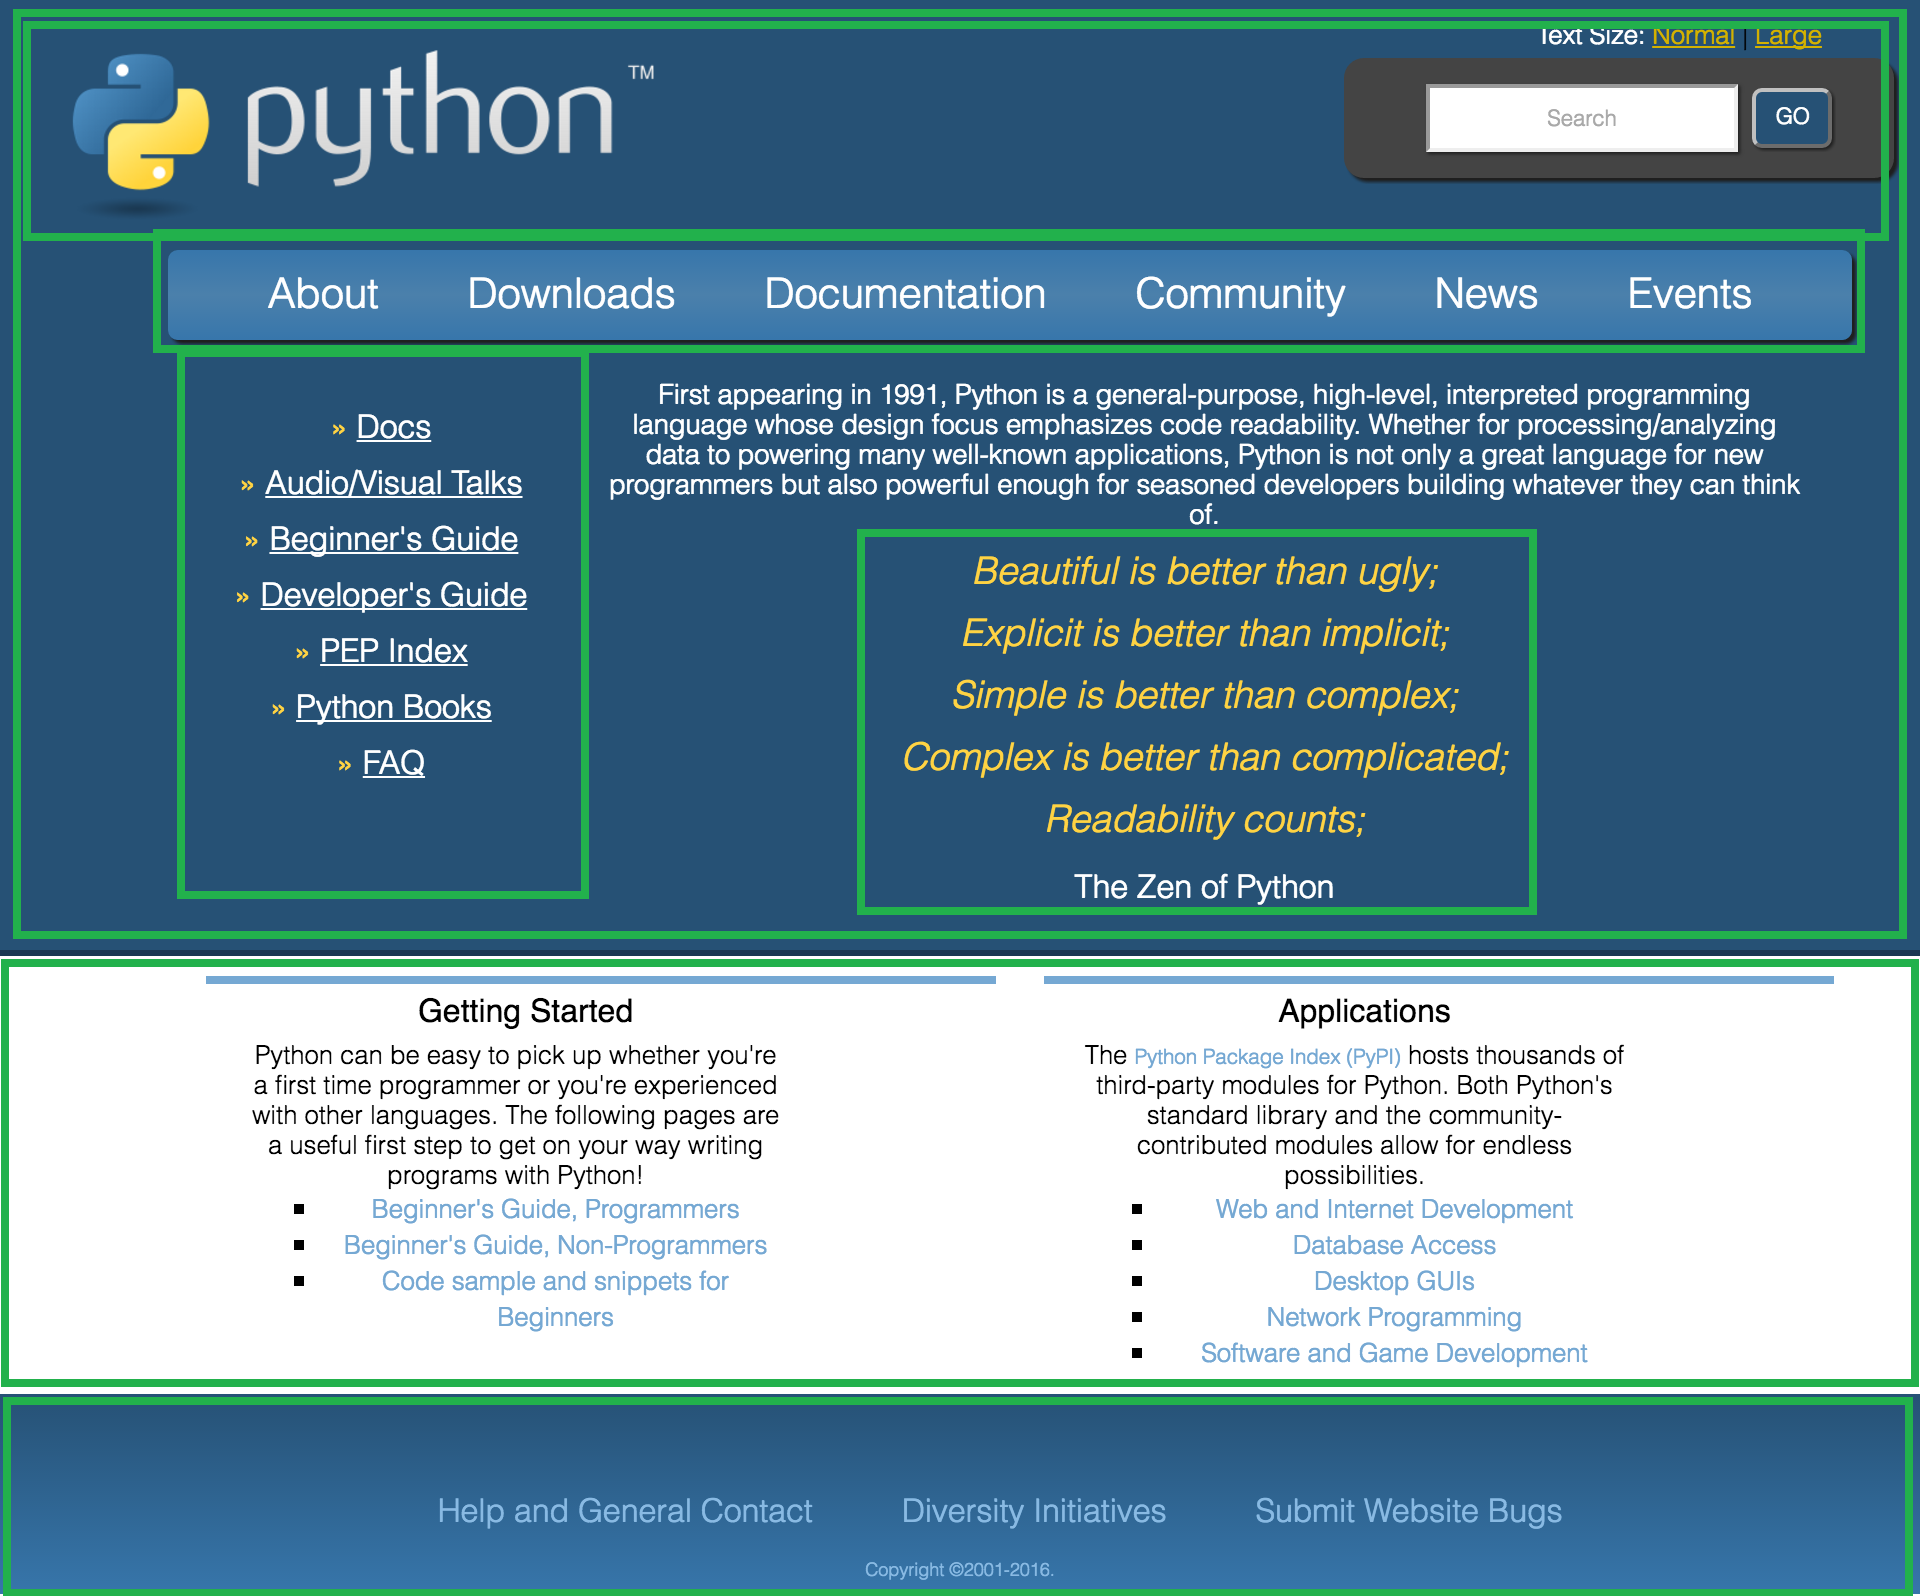 Text Size: Normal | Large
python™
Search
GO
About Downloads Documentation Community News Events
» Docs
» Audio/Visual Talks
» Beginner's Guide
» Developer's Guide
» PEP Index
» Python Books
» FAQ
First appearing in 1991, Python is a general-purpose, high-level, interpreted programming
language whose design focus emphasizes code readability. Whether for processing/analyzing
data to powering many well-known applications, Python is not only a great language for new
programmers but also powerful enough for seasoned developers building whatever they can think
of.
Beautiful is better than ugly;
Explicit is better than implicit;
Simple is better than complex;
Complex is better than complicated;
Readability counts;
The Zen of Python
Getting Started
Python can be easy to pick up whether you're
a first time programmer or you're experienced
with other languages. The following pages are
a useful first step to get on your way writing
programs with Python!
▪ Beginner's Guide, Programmers
▪ Beginner's Guide, Non-Programmers
▪ Code sample and snippets for
Beginners
Applications
The Python Package Index (PyPI) hosts thousands of
third-party modules for Python. Both Python's
standard library and the community-
contributed modules allow for endless
possibilities.
▪ Web and Internet Development
▪ Database Access
▪ Desktop GUIs
▪ Network Programming
▪ Software and Game Development
Help and General Contact Diversity Initiatives Submit Website Bugs
Copyright ©2001-2016.